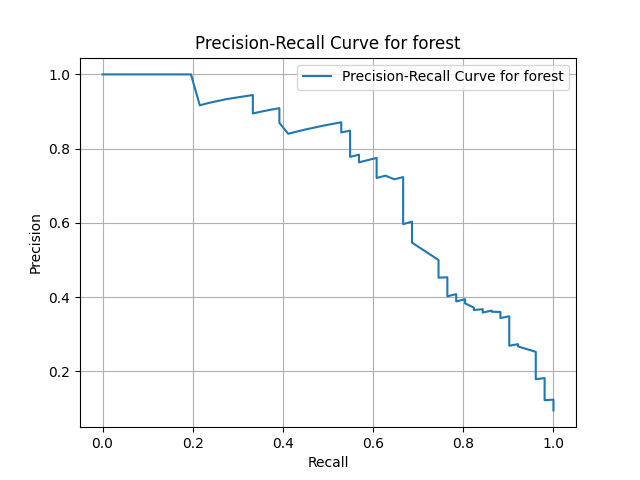 Precision-Recall Curve for forest
Precision-Recall Curve for forest
1.0
0.8
0.6
0.4
0.2
Precision
0.0 0.2 0.4 0.6 0.8 1.0
Recall